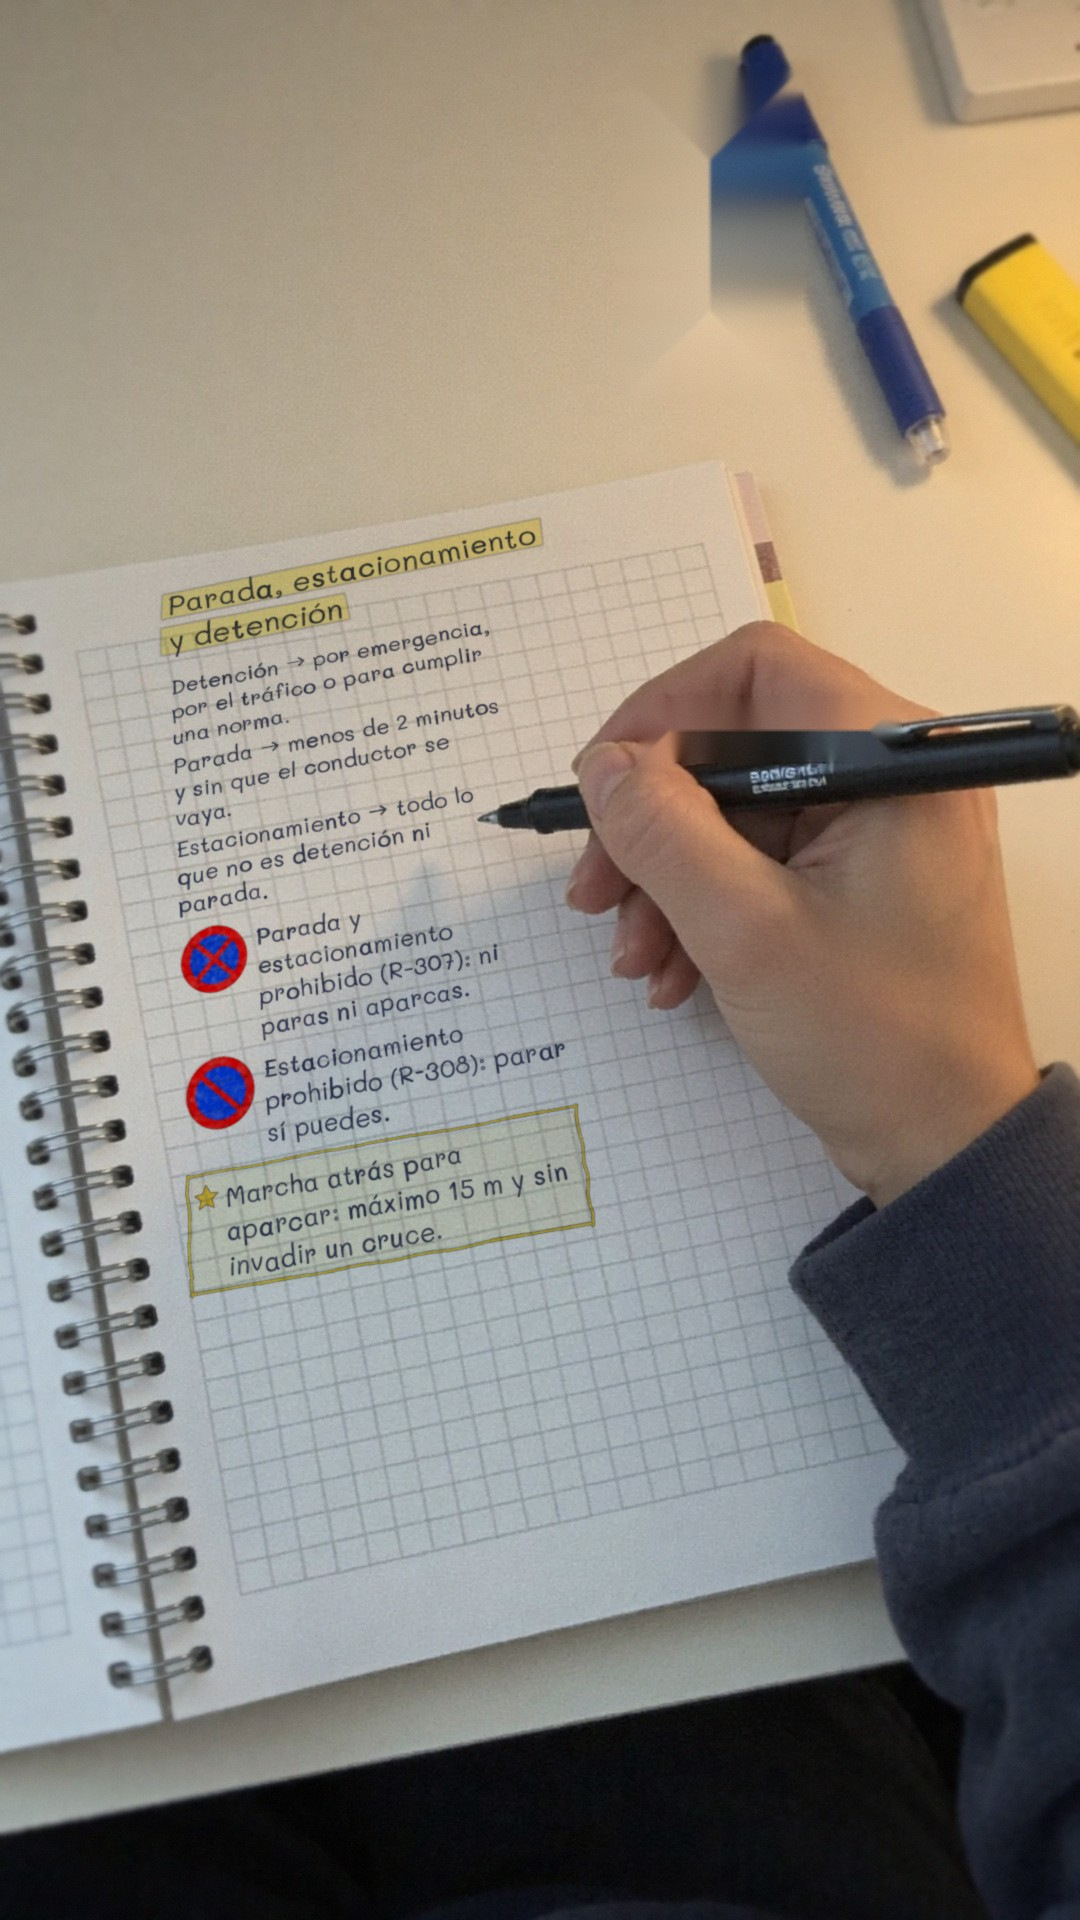 Parada, estacionamiento
y detención
Detención → por emergencia,
por el tráfico o para cumplir
una norma.
Parada → menos de 2 minutos
y sin que el conductor se
vaya.
Estacionamiento → todo lo
que no es detención ni
parada.
Parada y
estacionamiento
prohibido (R-307): ni
paras ni aparcas.
Estacionamiento
prohibido (R-308): parar
sí puedes.
Marcha atrás para
aparcar: máximo 15 m y sin
invadir un cruce.